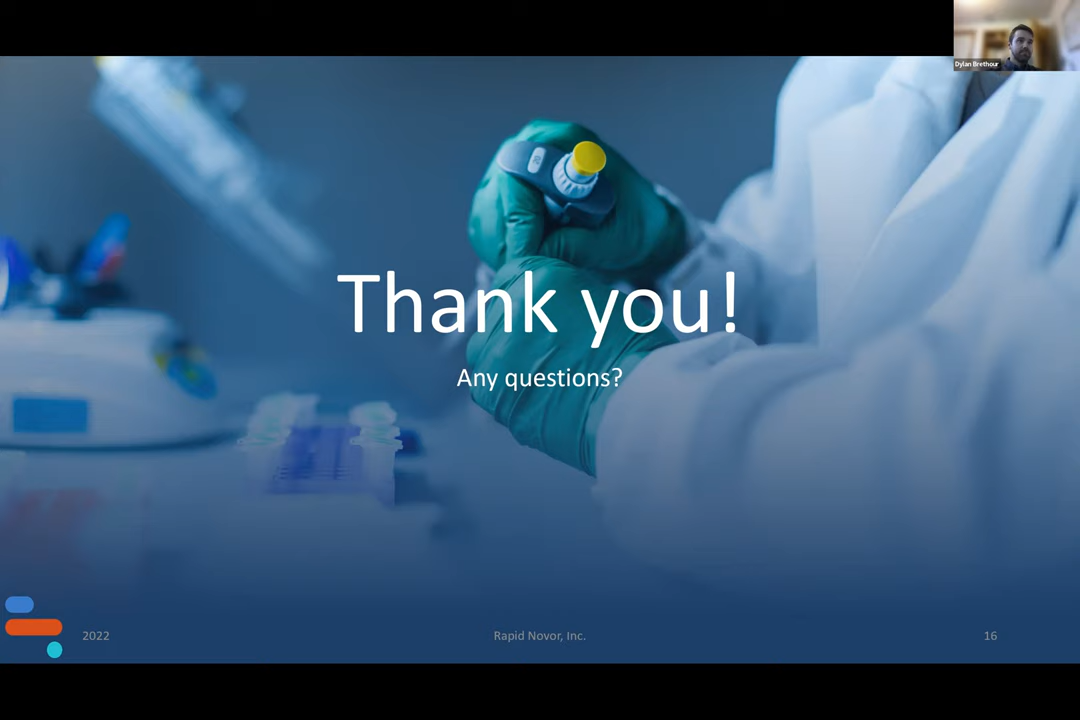 Dylan Brethour
Thank you!
Any questions?
2022
Rapid Novor, Inc.
16